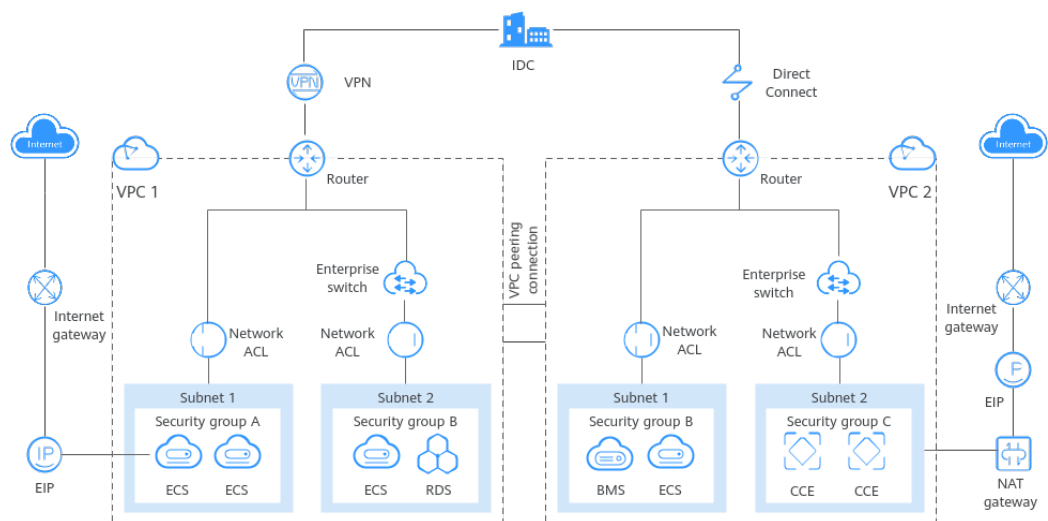 IDC
VPN
Direct
Connect
Internet
Internet
VPC 1
Router
Router
VPC 2
VPC peering
connection
Enterprise
switch
Enterprise
switch
Internet
gateway
Internet
gateway
Network
ACL
Network
ACL
Network
ACL
Network
ACL
EIP
Subnet 1
Subnet 2
Subnet 1
Subnet 2
Security group A
Security group B
Security group B
Security group C
ECS
ECS
ECS
RDS
BMS
ECS
CCE
CCE
EIP
NAT
gateway
VPN
IP
IP